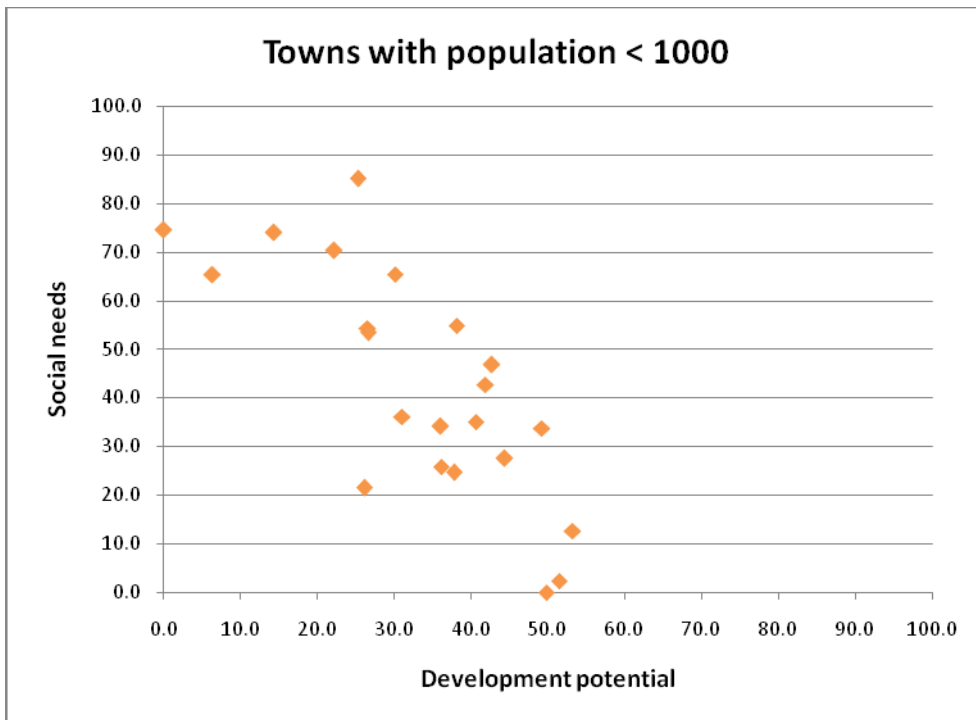 Towns with population < 1000
100.0
90.0
80.0
70.0
60.0
50.0
40.0
30.0
20.0
10.0
0.0
Social needs
0.0 10.0 20.0 30.0 40.0 50.0 60.0 70.0 80.0 90.0 100.0
Development potential